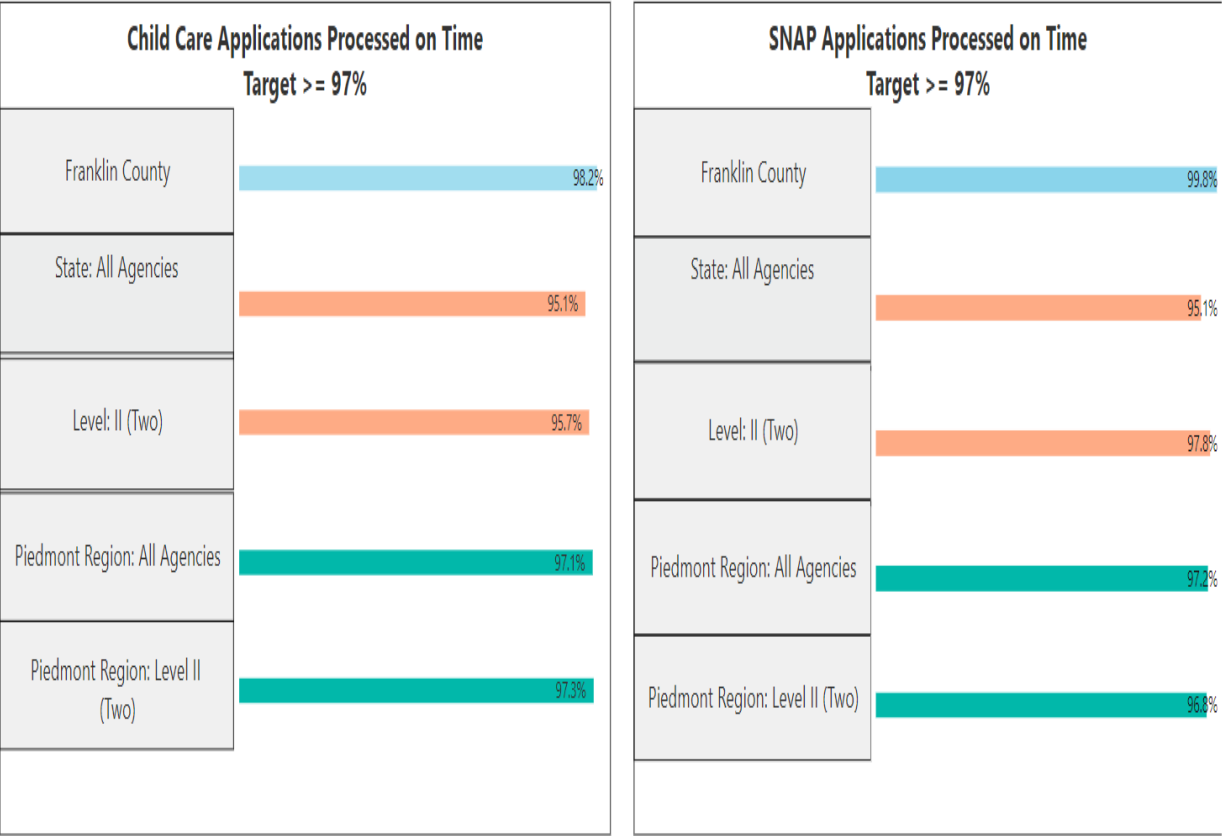 Child Care Applications Processed on Time
Target >= 97%
Franklin County
98.2%
State: All Agencies
95.1%
Level: II (Two)
95.7%
Piedmont Region: All Agencies
97.1%
Piedmont Region: Level II
(Two)
97.3%
SNAP Applications Processed on Time
Target >= 97%
Franklin County
99.8%
State: All Agencies
95.1%
Level: II (Two)
97.8%
Piedmont Region: All Agencies
97.2%
Piedmont Region: Level II (Two)
96.8%